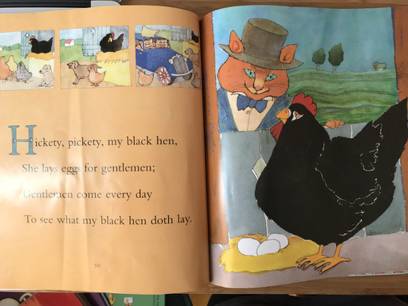 Hickety, pickety, my black hen,
She lays eggs for gentlemen;
Gentlemen come every day
To see what my black hen doth lay.